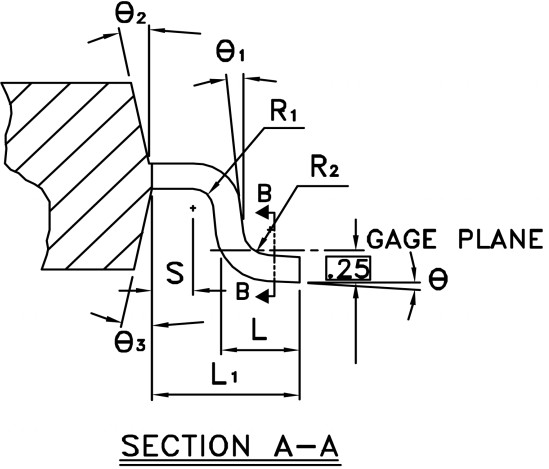 θ2
θ1
R1
R2
B
GAGE PLANE
.25
θ
S
B
L
θ3
L1
SECTION A-A